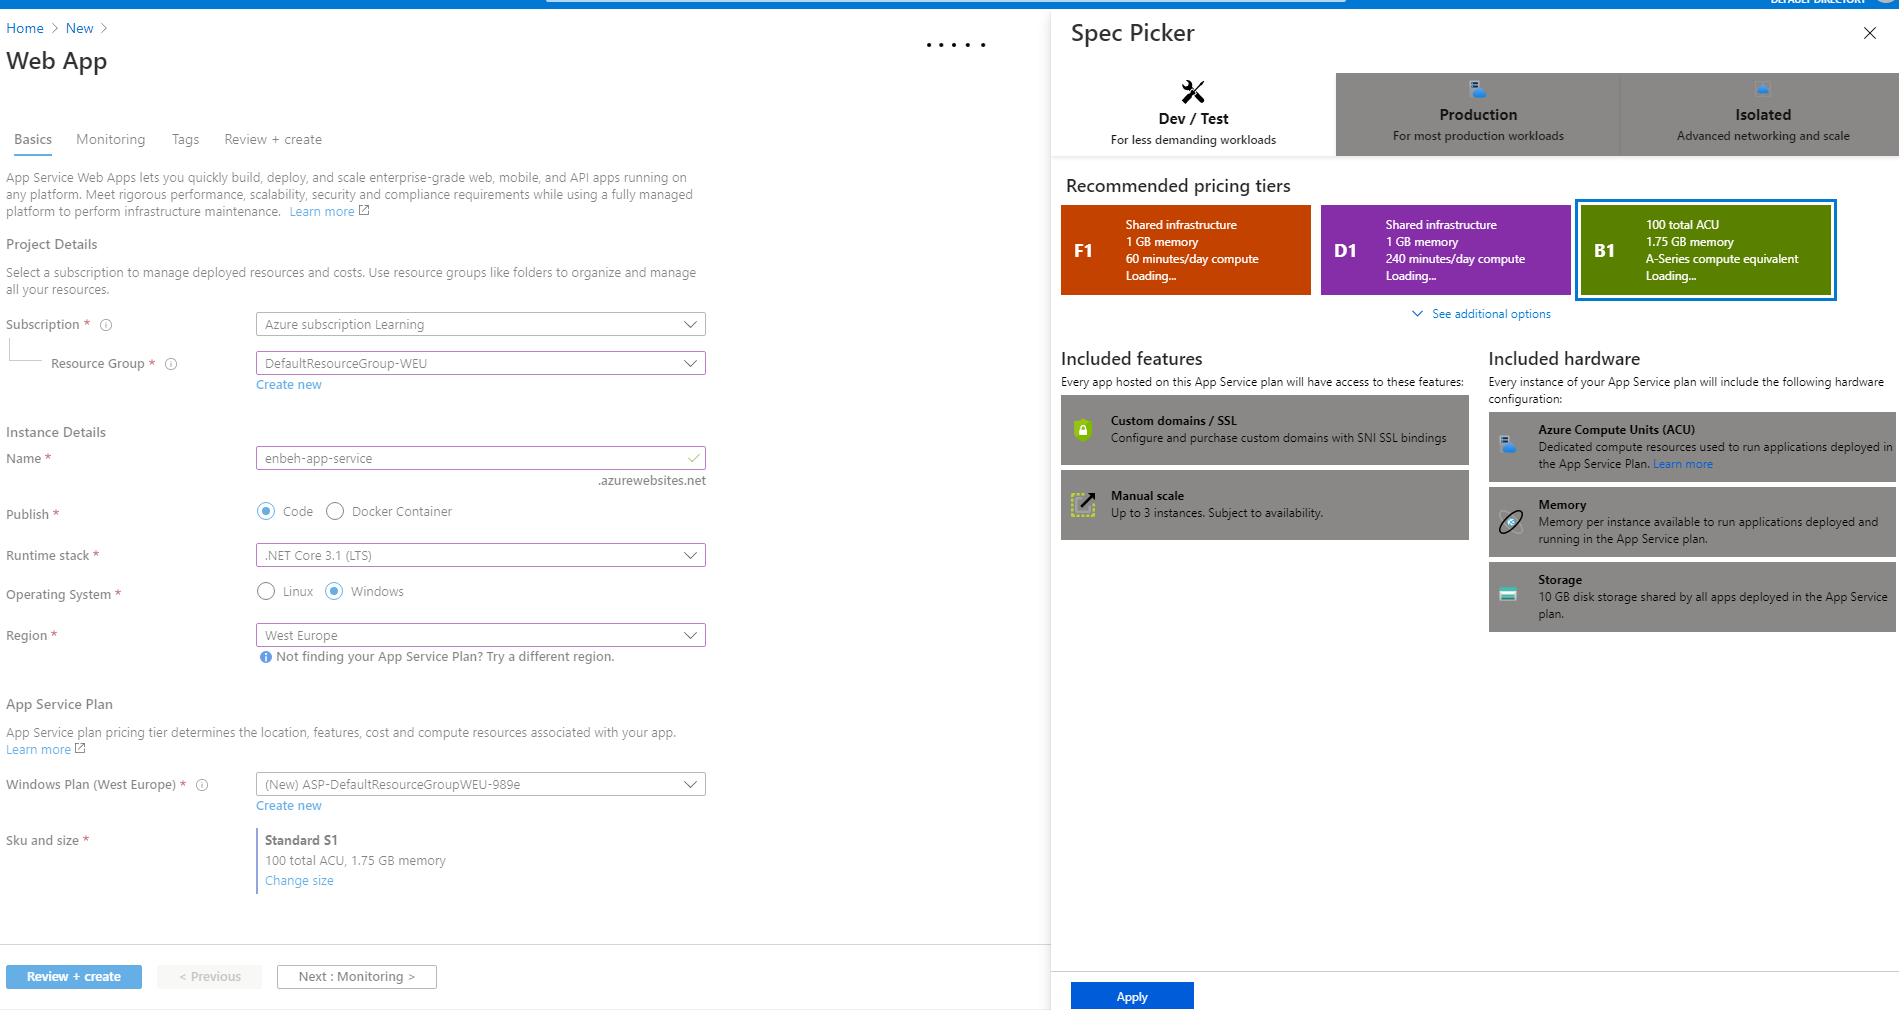 DEFAULT DIRECTORY
Home > New >
Web App
Basics Monitoring Tags Review + create
App Service Web Apps lets you quickly build, deploy, and scale enterprise-grade web, mobile, and API apps running on
any platform. Meet rigorous performance, scalability, security and compliance requirements while using a fully managed
platform to perform infrastructure maintenance. Learn more
Project Details
Select a subscription to manage deployed resources and costs. Use resource groups like folders to organize and manage
all your resources.
Subscription *
Azure subscription Learning
Resource Group *
DefaultResourceGroup-WEU
Create new
Instance Details
Name *
enbeh-app-service
.azurewebsites.net
Publish *
Code Docker Container
Runtime stack *
.NET Core 3.1 (LTS)
Operating System *
Linux Windows
Region *
West Europe
Not finding your App Service Plan? Try a different region.
App Service Plan
App Service plan pricing tier determines the location, features, cost and compute resources associated with your app.
Learn more
Windows Plan (West Europe) *
(New) ASP-DefaultResourceGroupWEU-989e
Create new
Sku and size *
Standard S1
100 total ACU, 1.75 GB memory
Change size
Review + create < Previous Next : Monitoring >
Spec Picker
Dev / Test
For less demanding workloads
Production
For most production workloads
Isolated
Advanced networking and scale
Recommended pricing tiers
F1
Shared infrastructure
1 GB memory
60 minutes/day compute
Loading...
D1
Shared infrastructure
1 GB memory
240 minutes/day compute
Loading...
B1
100 total ACU
1.75 GB memory
A-Series compute equivalent
Loading...
See additional options
Included features
Every app hosted on this App Service plan will have access to these features:
Custom domains / SSL
Configure and purchase custom domains with SNI SSL bindings
Manual scale
Up to 3 instances. Subject to availability.
Included hardware
Every instance of your App Service plan will include the following hardware
configuration:
Azure Compute Units (ACU)
Dedicated compute resources used to run applications deployed in
the App Service Plan. Learn more
Memory
Memory per instance available to run applications deployed and
running in the App Service plan.
Storage
10 GB disk storage shared by all apps deployed in the App Service
plan.
Apply